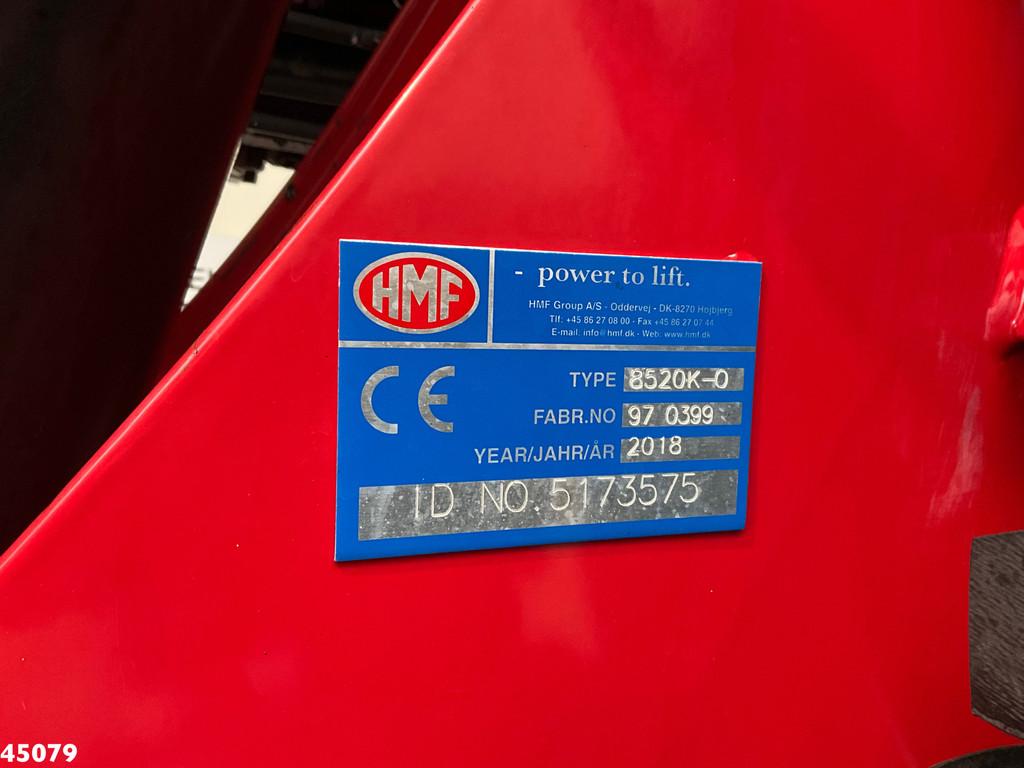 HMF
- power to lift.
HMF Group A/S - Oddervej - DK-8270 Hojbjerg
Tlf: +45 86 27 08 00 - Fax +45 86 27 07 44
E-mail: info@hmf.dk - Web: www.hmf.dk
CE
TYPE 8520K-0
FABR.NO 97 0399
YEAR/JAHR/ÅR 2018
ID NO.5173575
45079